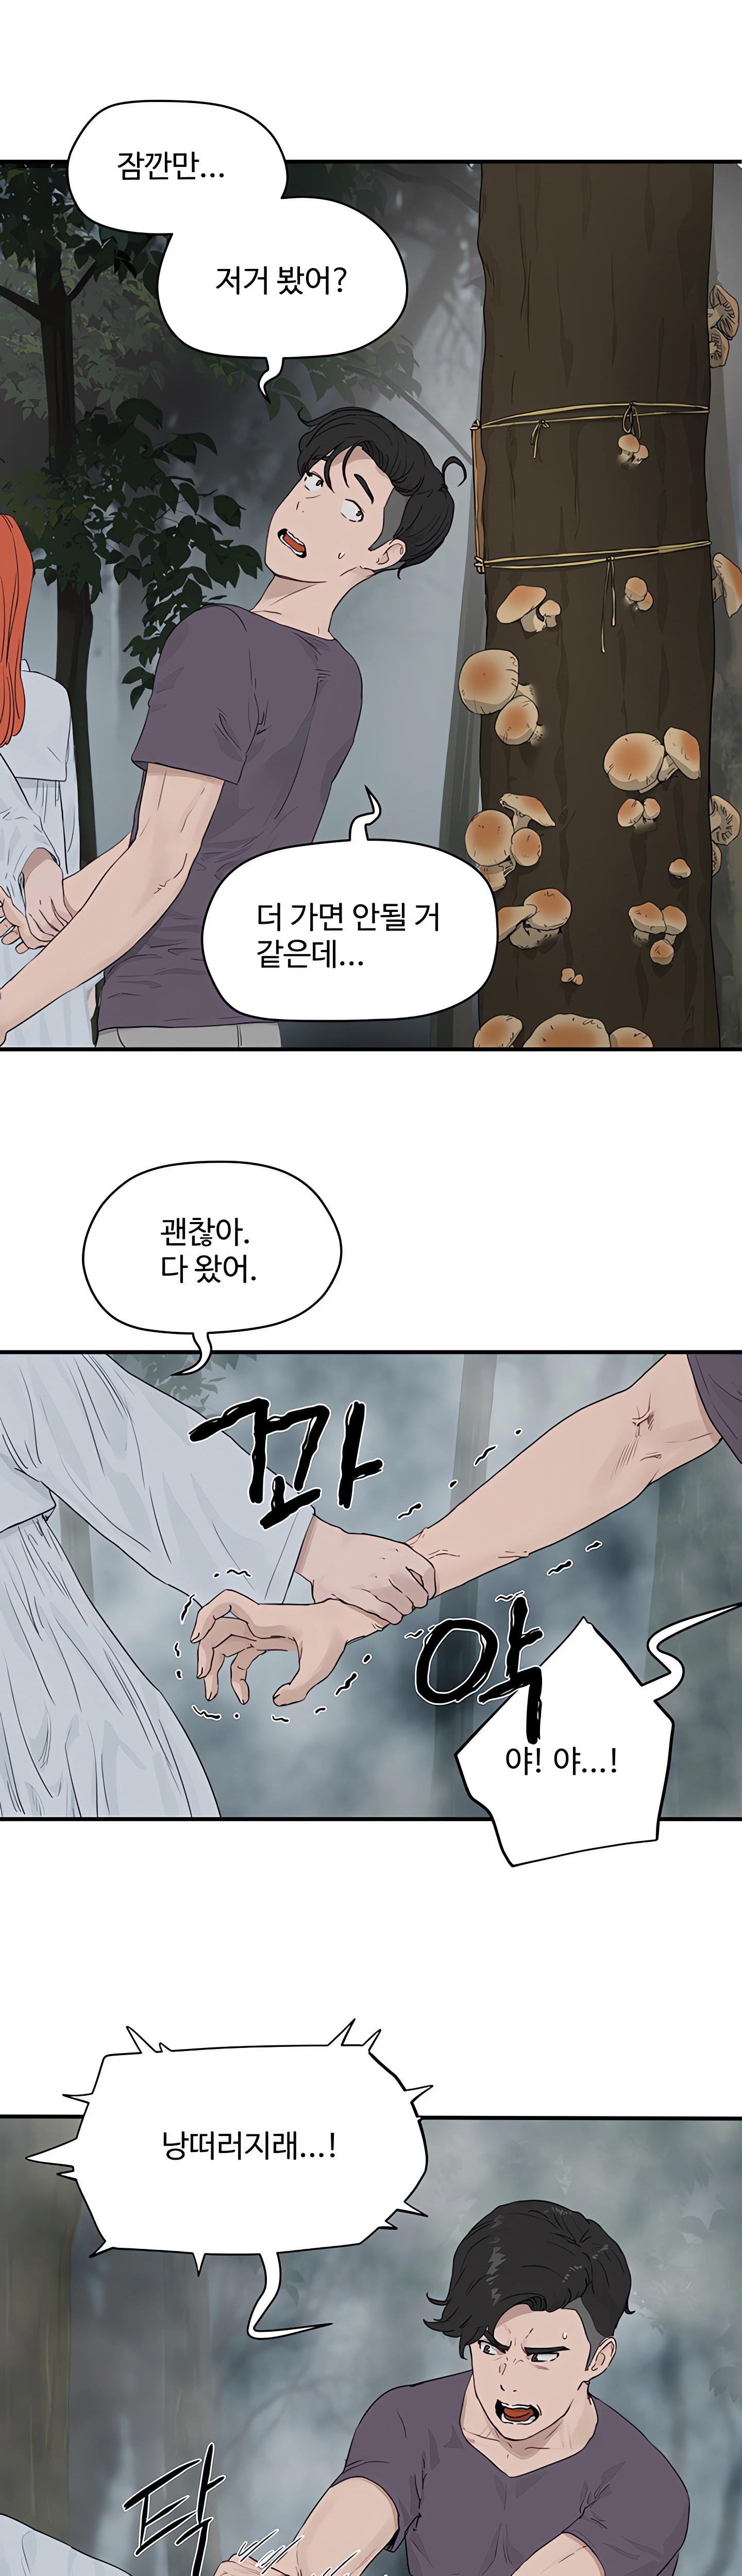 잠깐만...
저거 봤어?
더 가면 안될 거
같은데...
괜찮아.
다 왔어.
꽈
악
야! 야...!
낭떠러지래...!
탁